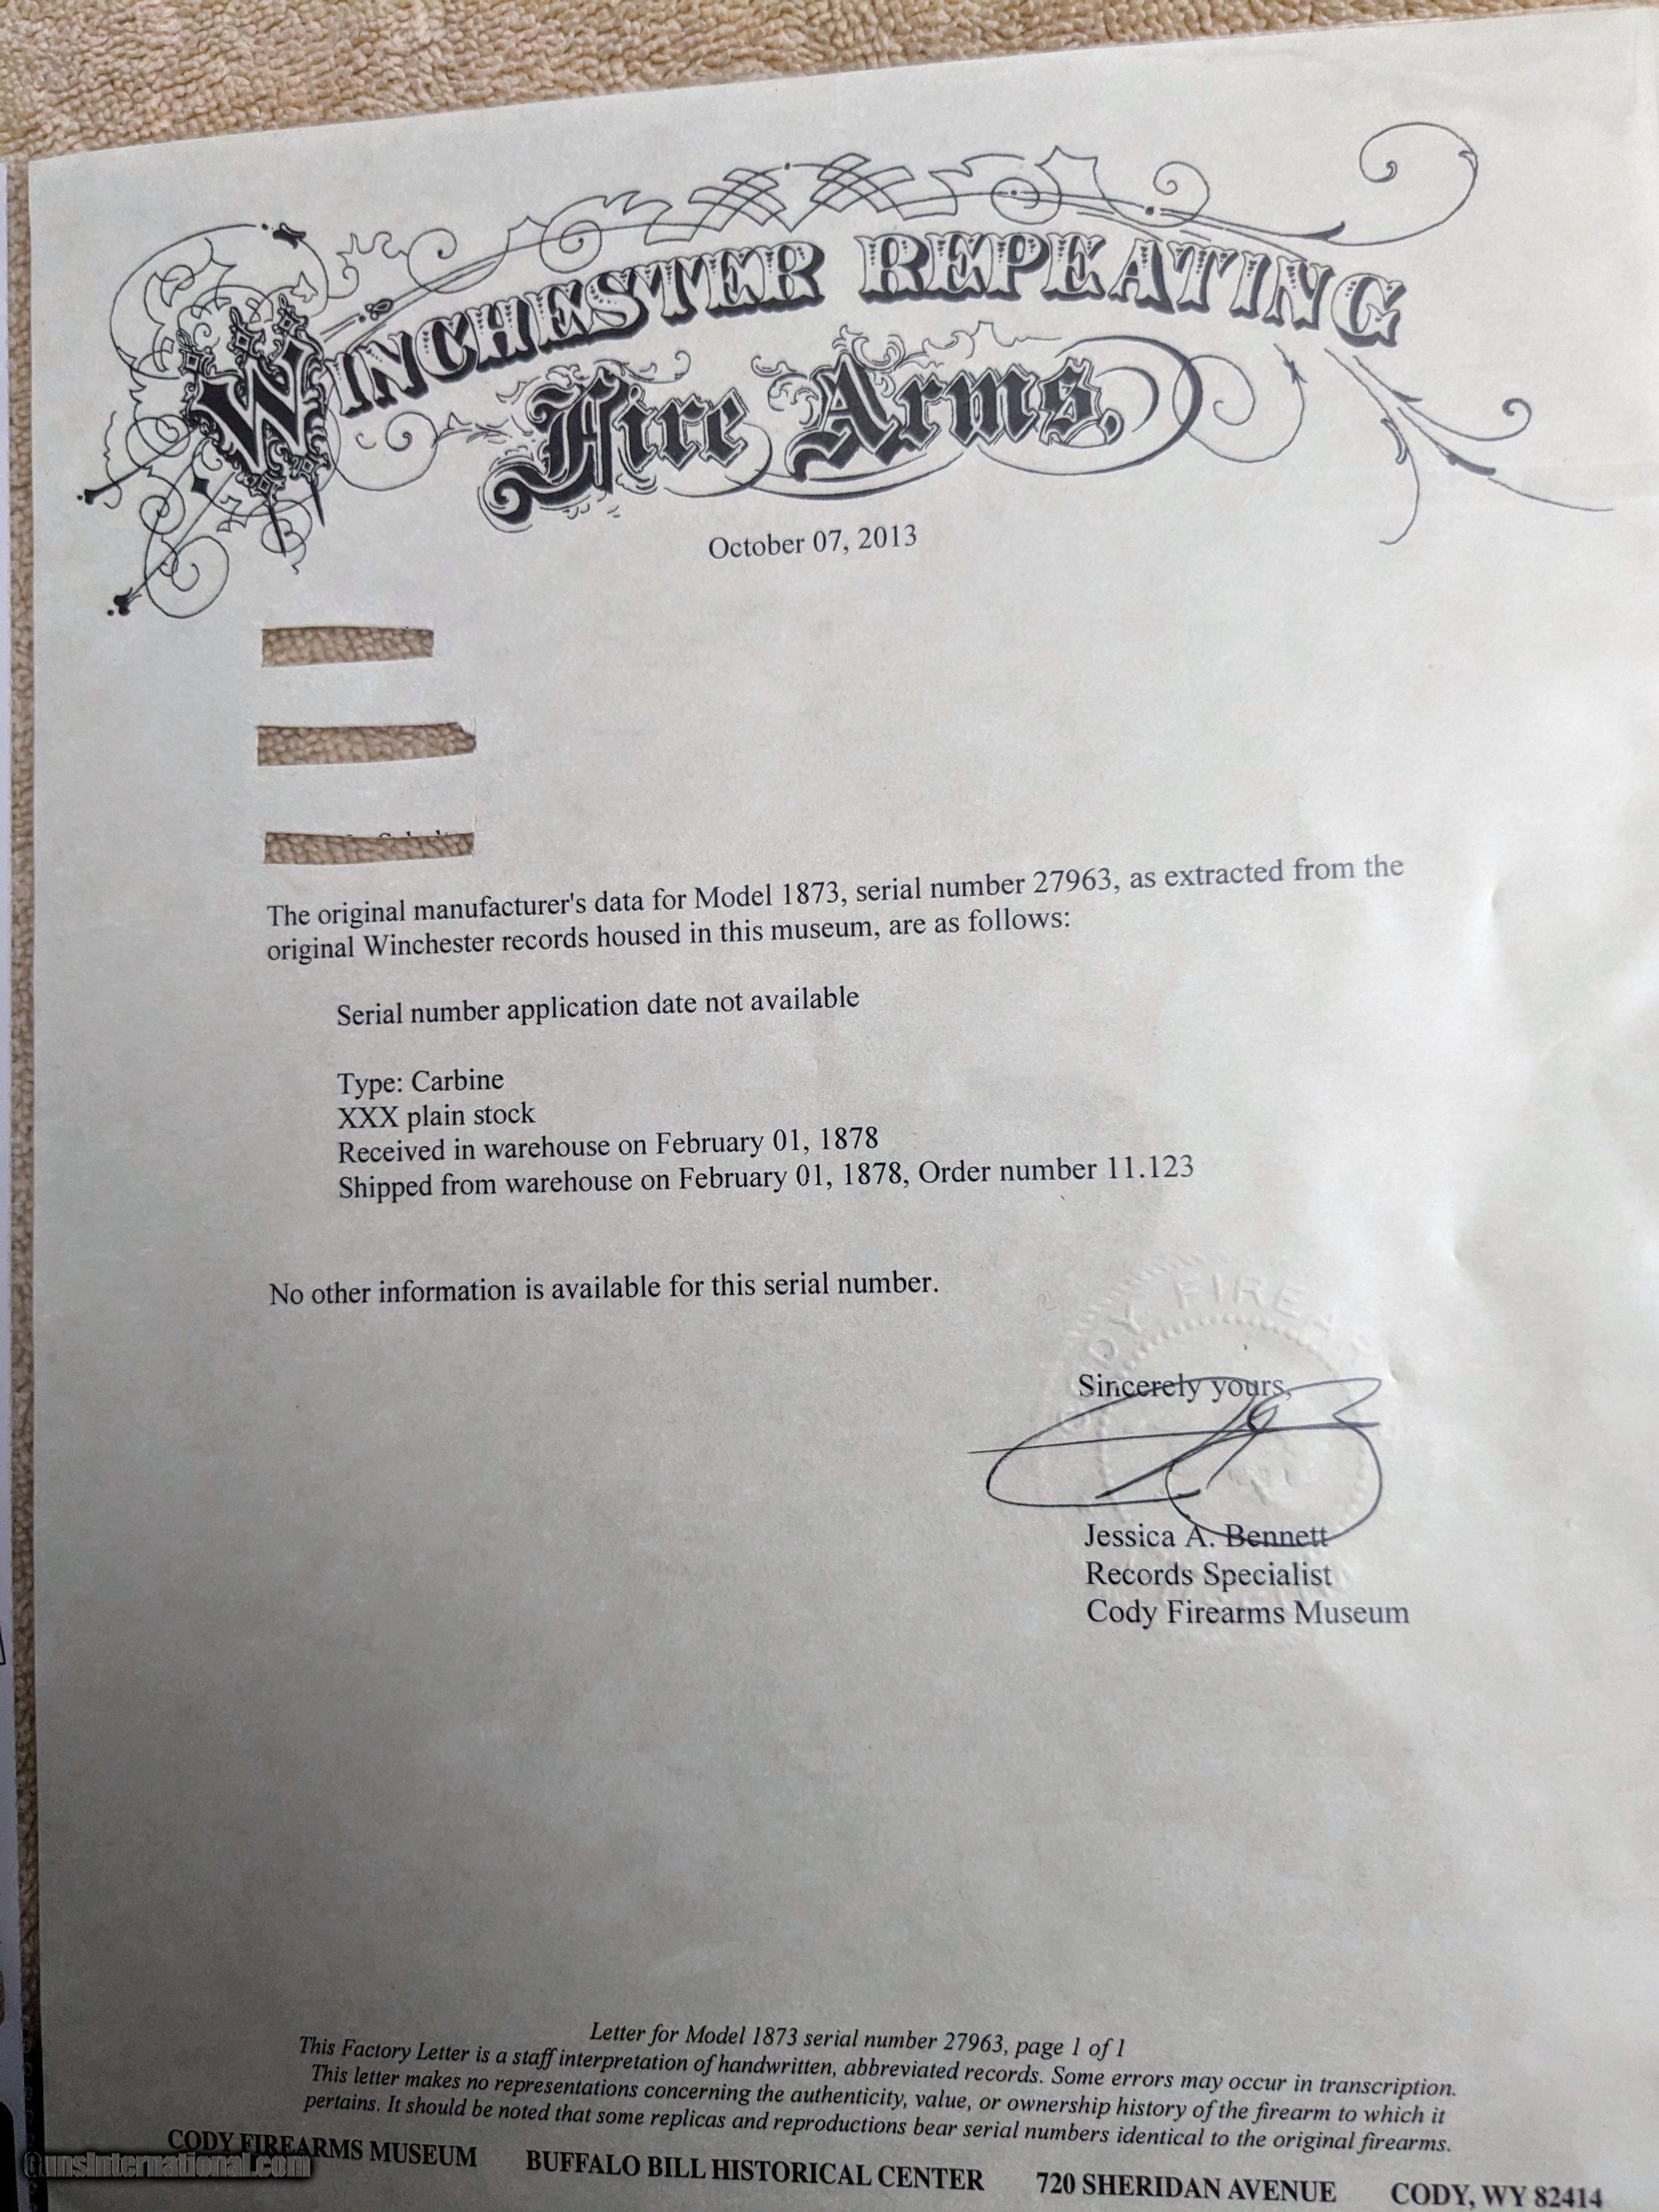 WINCHESTER REPEATING
Fire Arms,
October 07, 2013
The original manufacturer's data for Model 1873, serial number 27963, as extracted from the
original Winchester records housed in this museum, are as follows:
Serial number application date not available
Type: Carbine
XXX plain stock
Received in warehouse on February 01, 1878
Shipped from warehouse on February 01, 1878, Order number 11.123
No other information is available for this serial number.
Sincerely yours,
Jessica A. Bennett
Records Specialist
Cody Firearms Museum
Letter for Model 1873 serial number 27963, page 1 of 1
This Factory Letter is a staff interpretation of handwritten, abbreviated records. Some errors may occur in transcription.
This letter makes no representations concerning the authenticity, value, or ownership history of the firearm to which it
pertains. It should be noted that some replicas and reproductions bear serial numbers identical to the original firearms.
CODY FIREARMS MUSEUM BUFFALO BILL HISTORICAL CENTER 720 SHERIDAN AVENUE CODY, WY 82414
GunsInternational.com